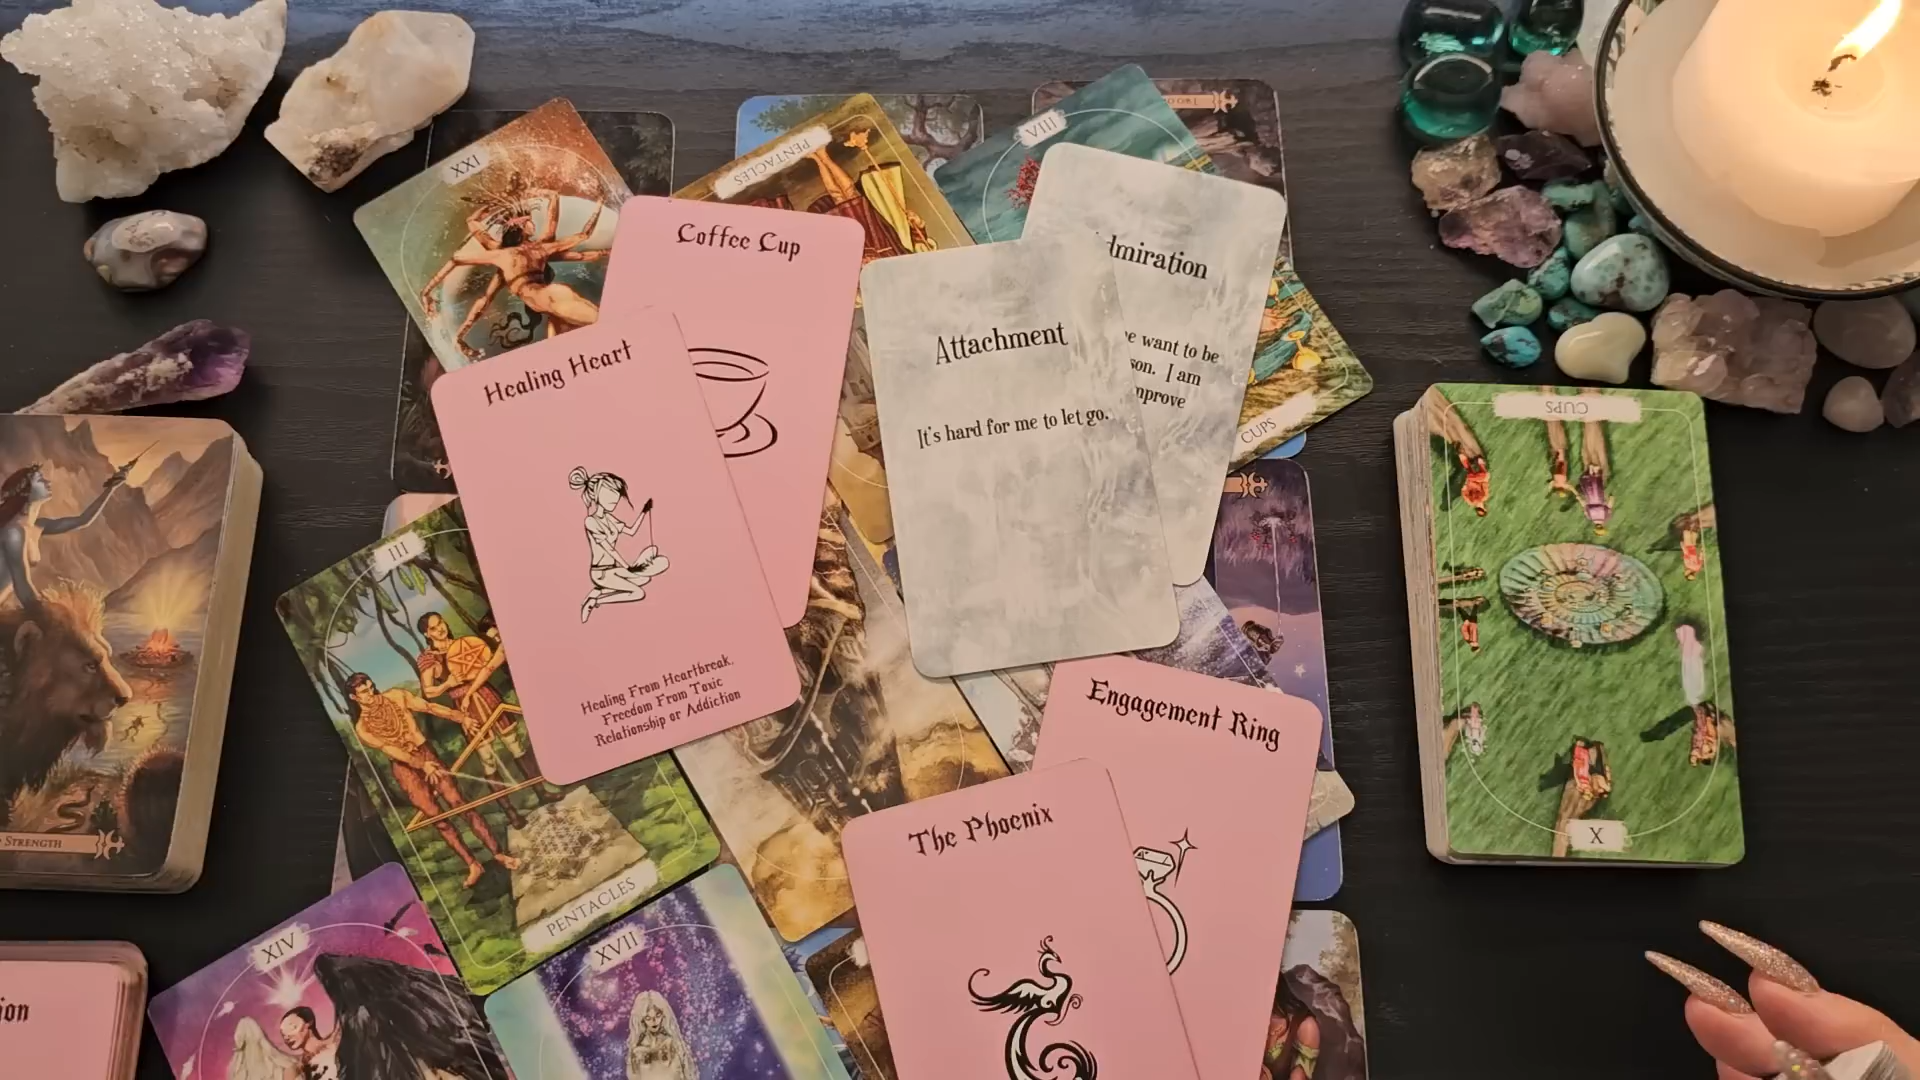 XXI
PENTACLES
VIII
TWO O
Coffee Cup
dmiration
e want to be
son. I am
mprove
Attachment
It's hard for me to let go.
Healing Heart
Healing From Heartbreak,
Freedom From Toxic
Relationship or Addiction
CUPS
CUPS
X
III
PENTACLES
Engagement Ring
The Phoenix
STRENGTH
XIV
XVII
ion